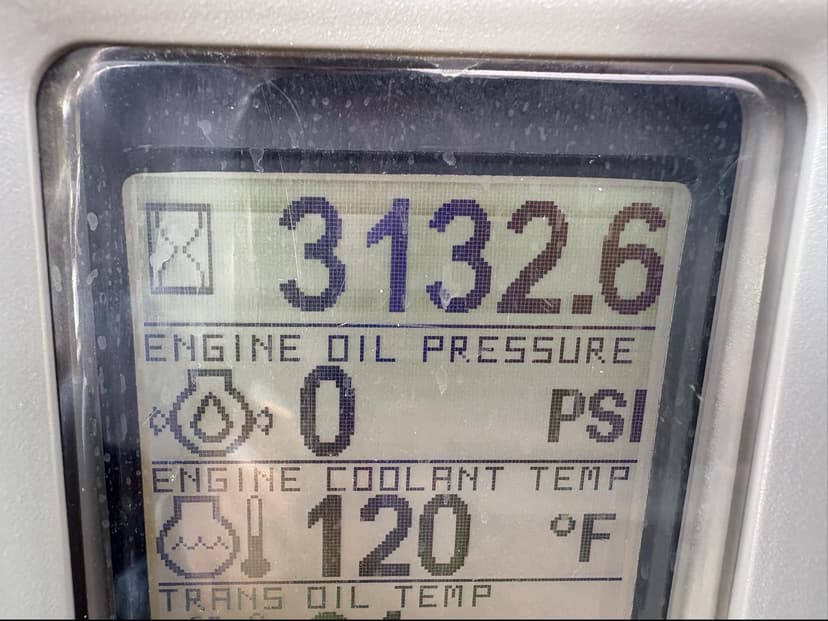 3132.6
ENGINE OIL PRESSURE
0 PSI
ENGINE COOLANT TEMP
120 °F
TRANS OIL TEMP